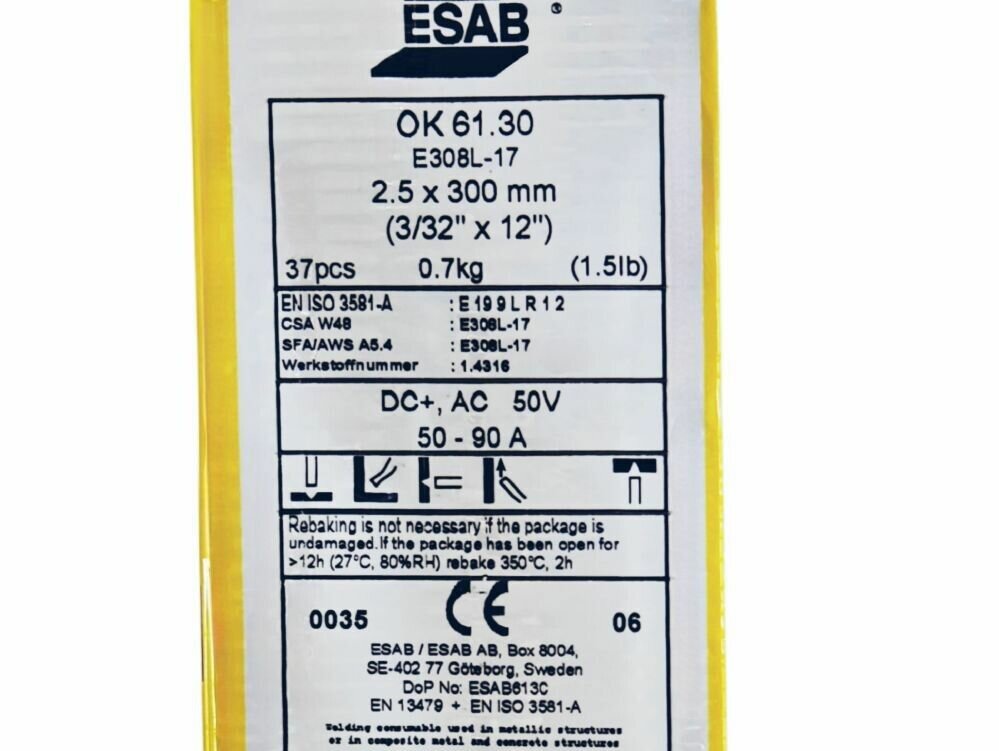 ESAB ®
OK 61.30
E308L-17
2.5 x 300 mm
(3/32" x 12")
37pcs 0.7kg (1.5lb)
EN ISO 3581-A : E 19 9 L R 1 2
CSA W48 : E308L-17
SFA/AWS A5.4 : E308L-17
Werkstoffnummer : 1.4316
DC+, AC 50V
50 - 90 A
Rebaking is not necessary if the package is
undamaged. If the package has been open for
>12h (27°C, 80%RH) rebake 350°C, 2h
0035 CE 06
ESAB / ESAB AB, Box 8004,
SE-402 77 Göteborg, Sweden
DoP No: ESAB613C
EN 13479 + EN ISO 3581-A
Welding consumable used in metallic structures
or in composite metal and concrete structures